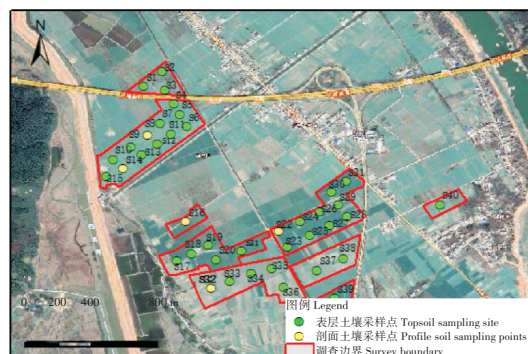 N
S2
S1
S3
S4
S5
S7
S8
S6
S11
S9
S12
S10
S13
S14
S15
S31
S30
S16
S26
S29
S40
S24
S28
S22
S27
S25
S19
S23
S18
S21
S20
S17
S38
S35
S37
S32
S33
S34
S36
S39
0 200 400 800 m
图例 Legend
表层土壤采样点 Topsoil sampling site
剖面土壤采样点 Profile soil sampling points
调查边界 Survey boundary